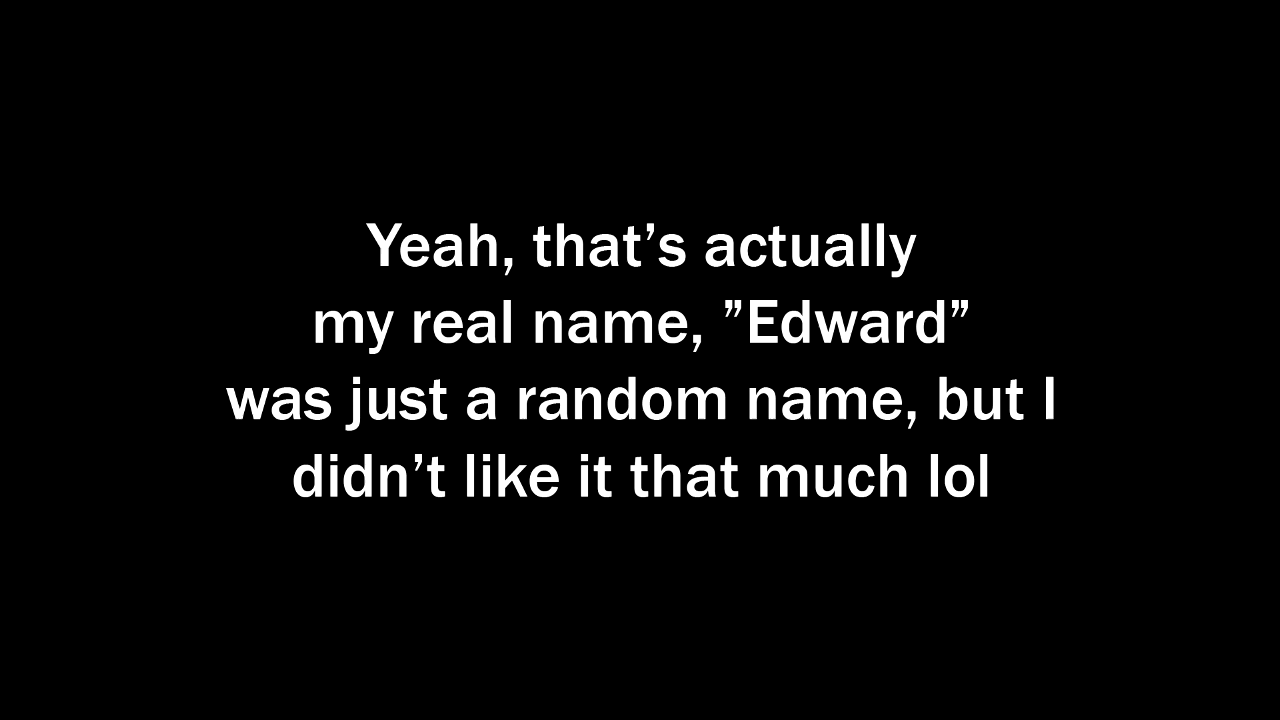 Yeah, that’s actually
my real name, ”Edward”
was just a random name, but I
didn’t like it that much lol